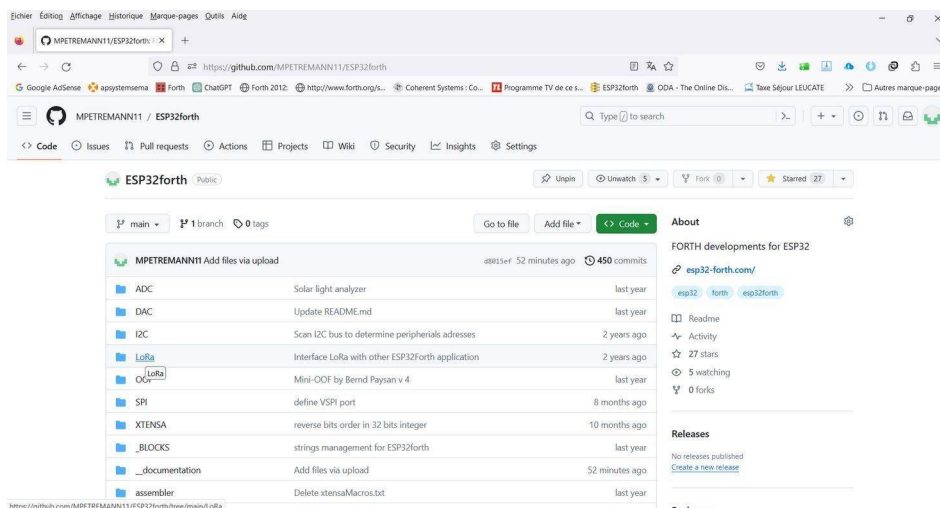 Fichier Édition Affichage Historique Marque-pages Outils Aide
MPETREMANN11/ESP32forth: F
https://github.com/MPETREMANN11/ESP32forth
Google AdSense apsystemsema Forth ChatGPT Forth 2012: http://www.forth.org/s... Coherent Systems : Co... Programme TV de ce s... ESP32forth ODA - The Online Dis... Taxe Séjour LEUCATE Autres marque-page
MPETREMANN11 / ESP32forth Type / to search
Code Issues Pull requests Actions Projects Wiki Security Insights Settings
ESP32forth Public Unpin Unwatch 5 Fork 0 Starred 27
main 1 branch 0 tags Go to file Add file Code
MPETREMANN11 Add files via upload d8015ef 52 minutes ago 450 commits
ADC Solar light analyzer last year
DAC Update README.md last year
I2C Scan I2C bus to determine peripherials adresses 2 years ago
LoRa Interface LoRa with other ESP32Forth application 2 years ago
LoRa
OOF Mini-OOF by Bernd Paysan v 4 last year
SPI define VSPI port 8 months ago
XTENSA reverse bits order in 32 bits integer 10 months ago
_BLOCKS strings management for ESP32forth last year
__documentation Add files via upload 52 minutes ago
assembler Delete xtensaMacros.txt last year
About
FORTH developments for ESP32
esp32-forth.com/
esp32 forth esp32forth
Readme
Activity
27 stars
5 watching
0 forks
Releases
No releases published
Create a new release
https://github.com/MPETREMANN11/ESP32forth/tree/main/LoRa